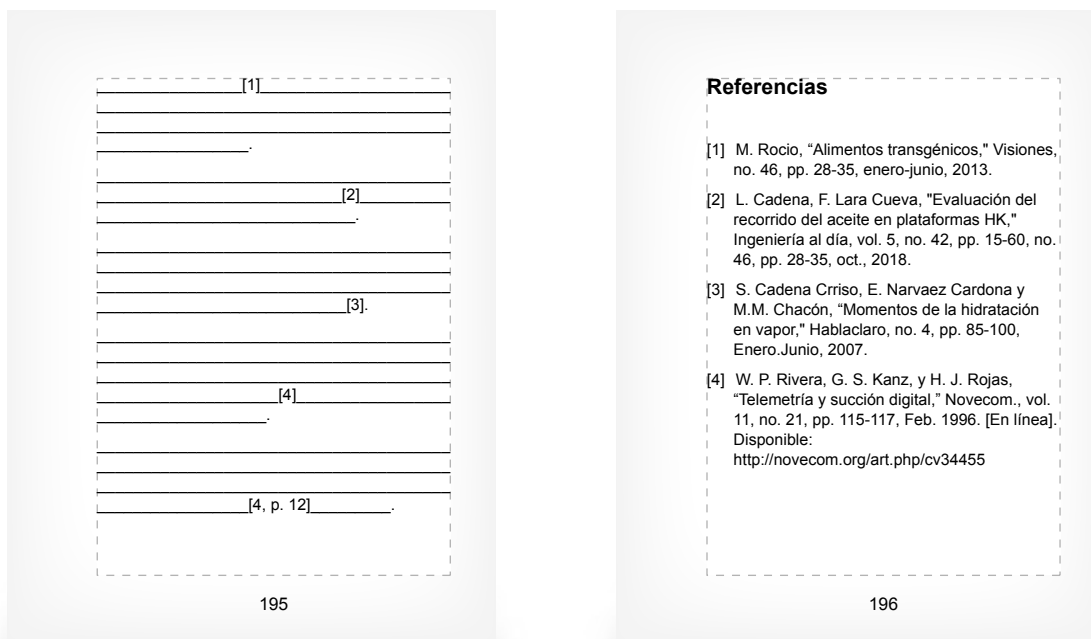 [1]
.
[2]
.
[3].
[4]
.
[4, p. 12] .
195
Referencias
[1] M. Rocio, “Alimentos transgénicos," Visiones,
no. 46, pp. 28-35, enero-junio, 2013.
[2] L. Cadena, F. Lara Cueva, "Evaluación del
recorrido del aceite en plataformas HK,"
Ingeniería al día, vol. 5, no. 42, pp. 15-60, no.
46, pp. 28-35, oct., 2018.
[3] S. Cadena Crriso, E. Narvaez Cardona y
M.M. Chacón, “Momentos de la hidratación
en vapor," Hablaclaro, no. 4, pp. 85-100,
Enero.Junio, 2007.
[4] W. P. Rivera, G. S. Kanz, y H. J. Rojas,
“Telemetría y succión digital,” Novecom., vol.
11, no. 21, pp. 115-117, Feb. 1996. [En línea].
Disponible:
http://novecom.org/art.php/cv34455
196